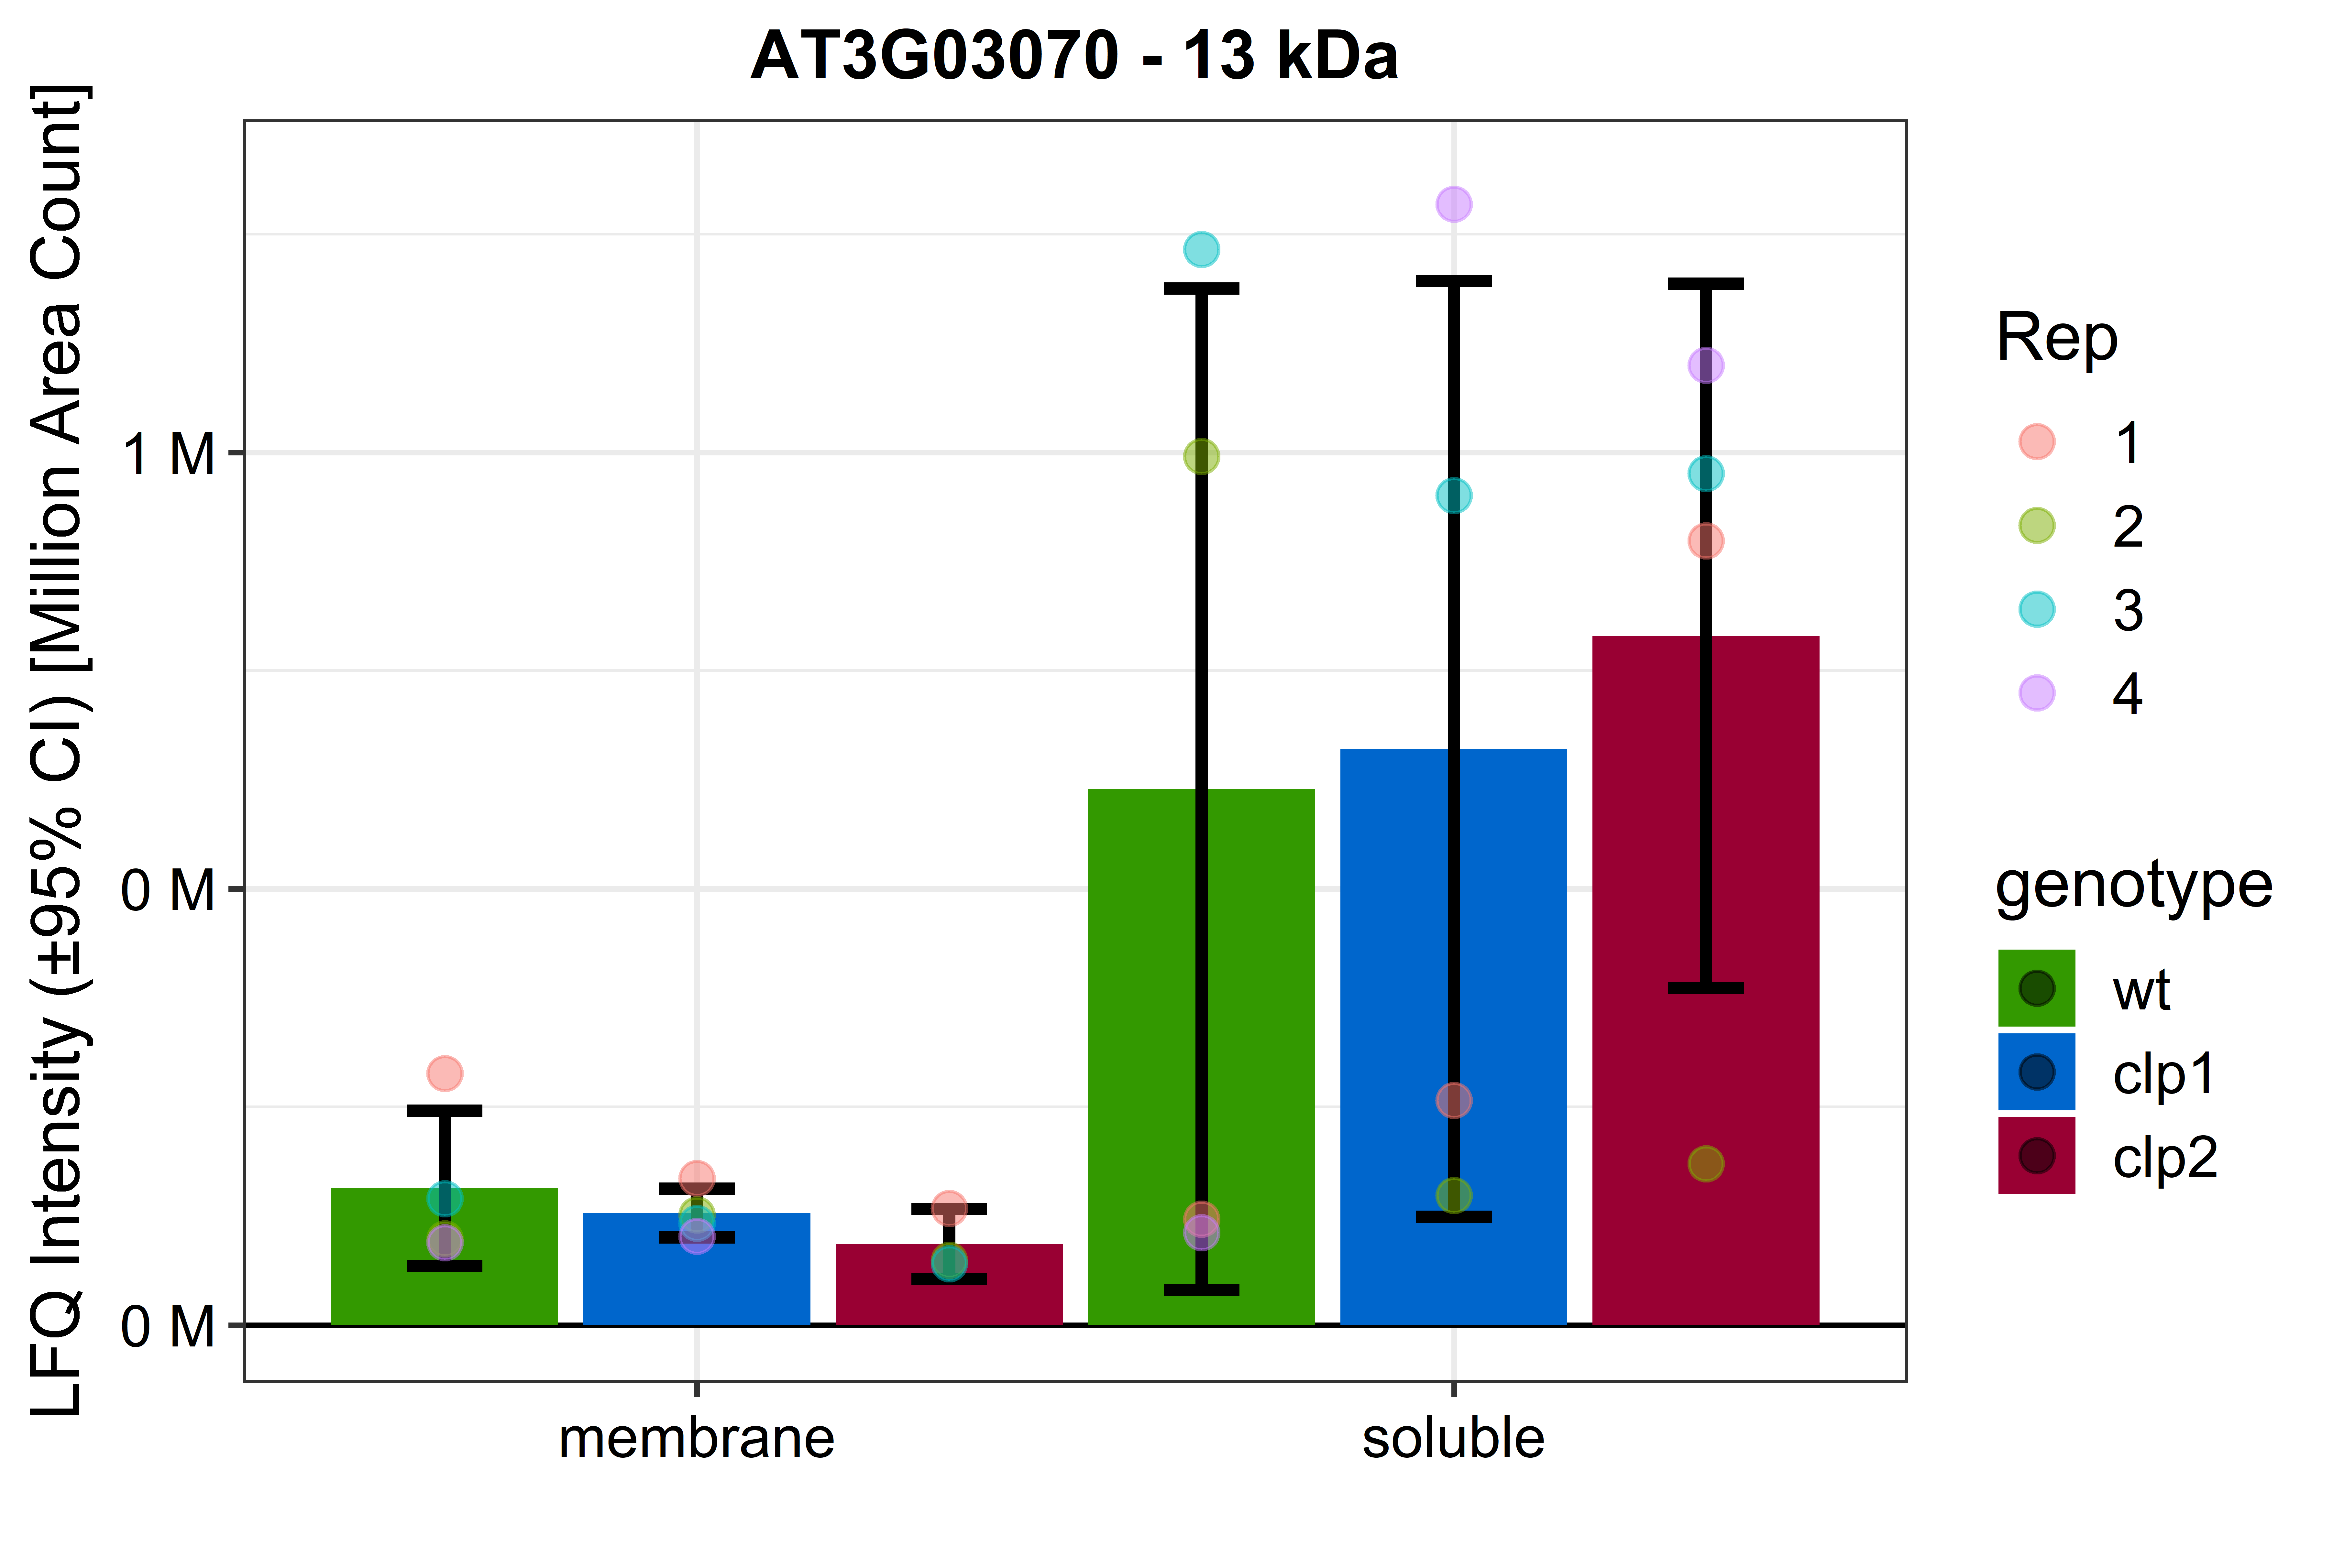 AT3G03070 - 13 kDa
LFQ Intensity (±95% CI) [Million Area Count]
1 M
0 M
0 M
membrane
soluble
Rep
1
2
3
4
genotype
wt
clp1
clp2